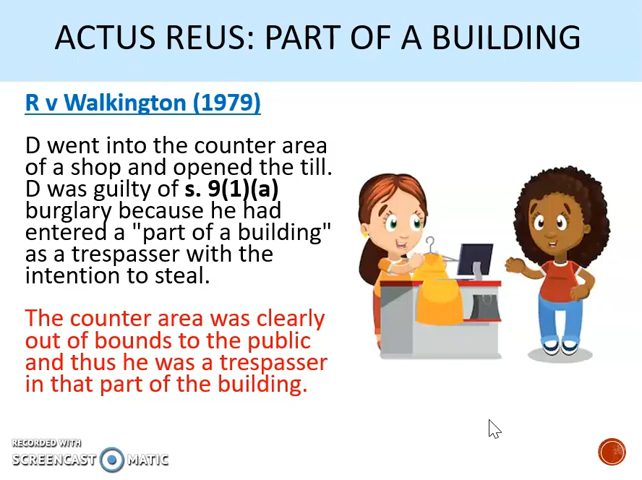 ACTUS REUS: PART OF A BUILDING
R v Walkington (1979)
D went into the counter area
of a shop and opened the till.
D was guilty of s. 9(1)(a)
burglary because he had
entered a "part of a building"
as a trespasser with the
intention to steal.
The counter area was clearly
out of bounds to the public
and thus he was a trespasser
in that part of the building.
RECORDED WITH
SCREENCAST MATIC